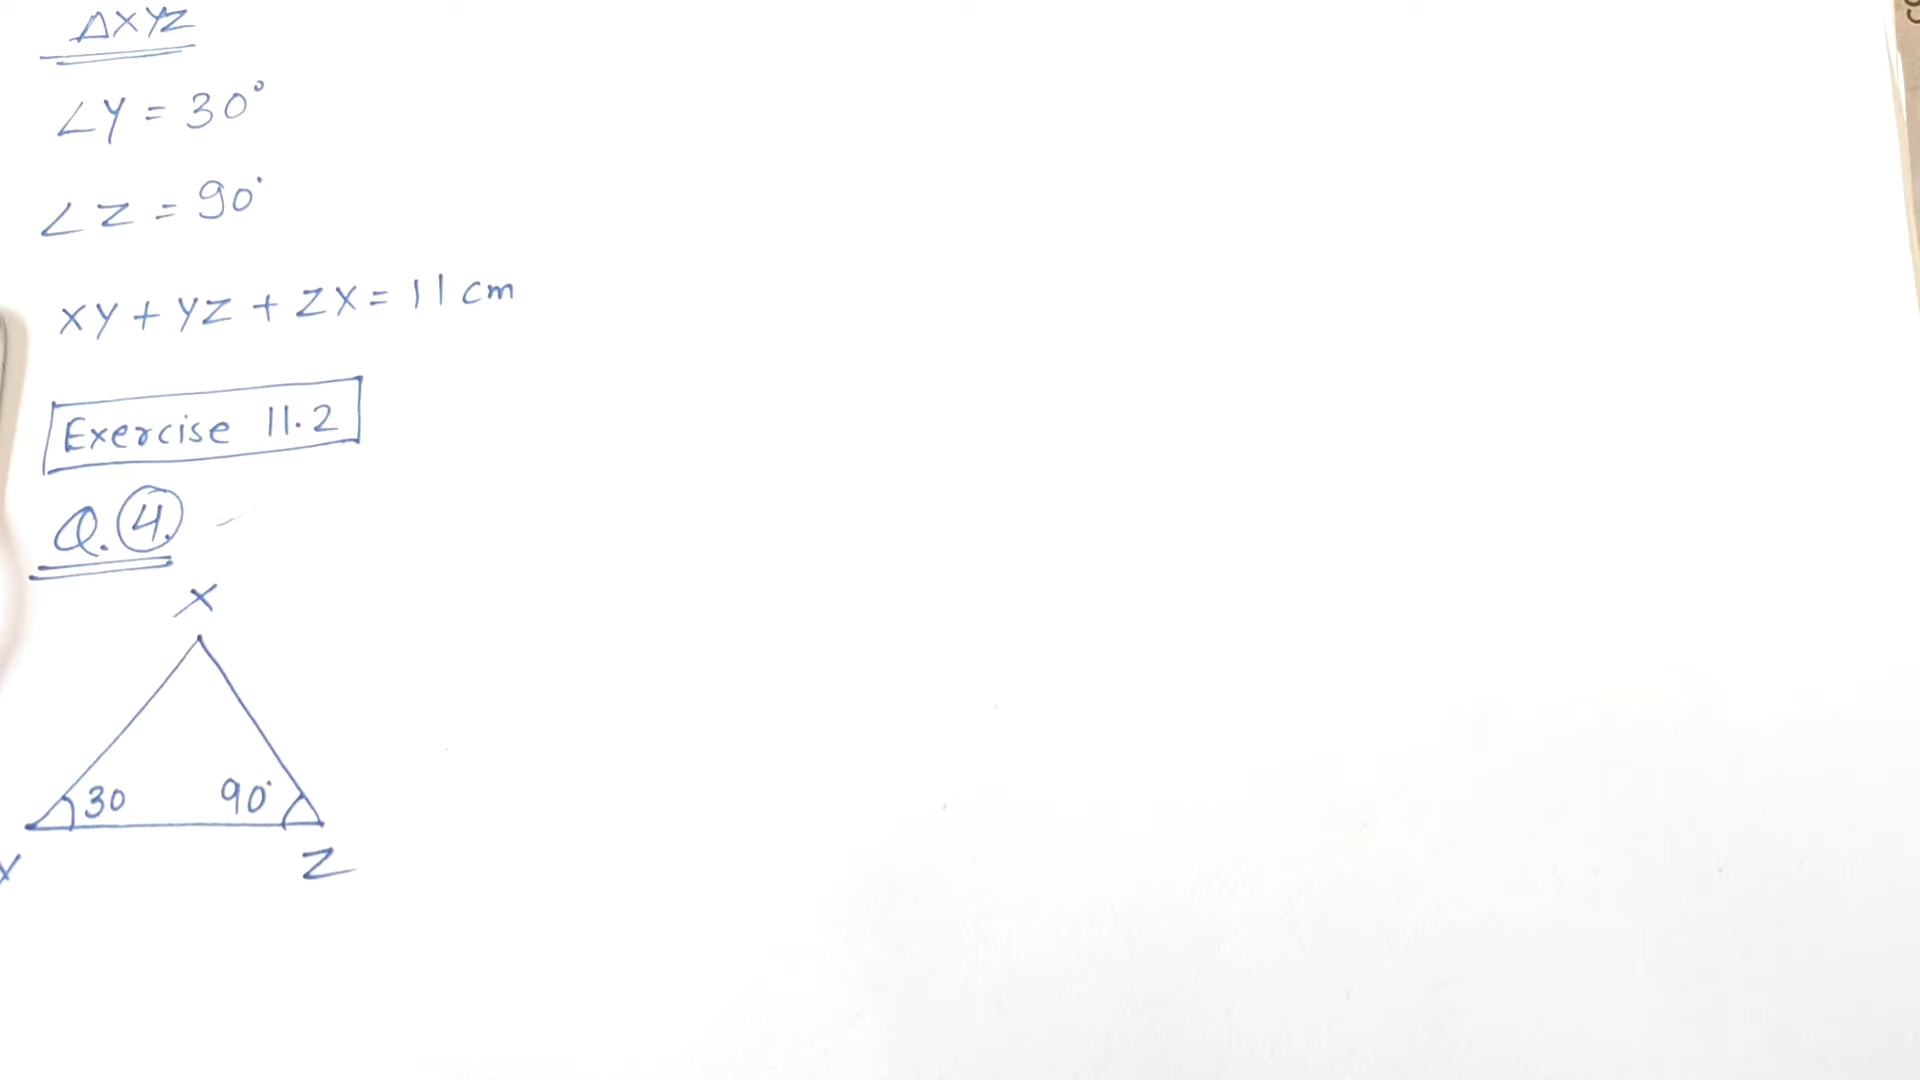 ΔXYZ
∠Y = 30°
∠Z = 90°
XY + YZ + ZX = 11 cm
Exercise 11.2
Q. 4.
X
30 90°
Y Z